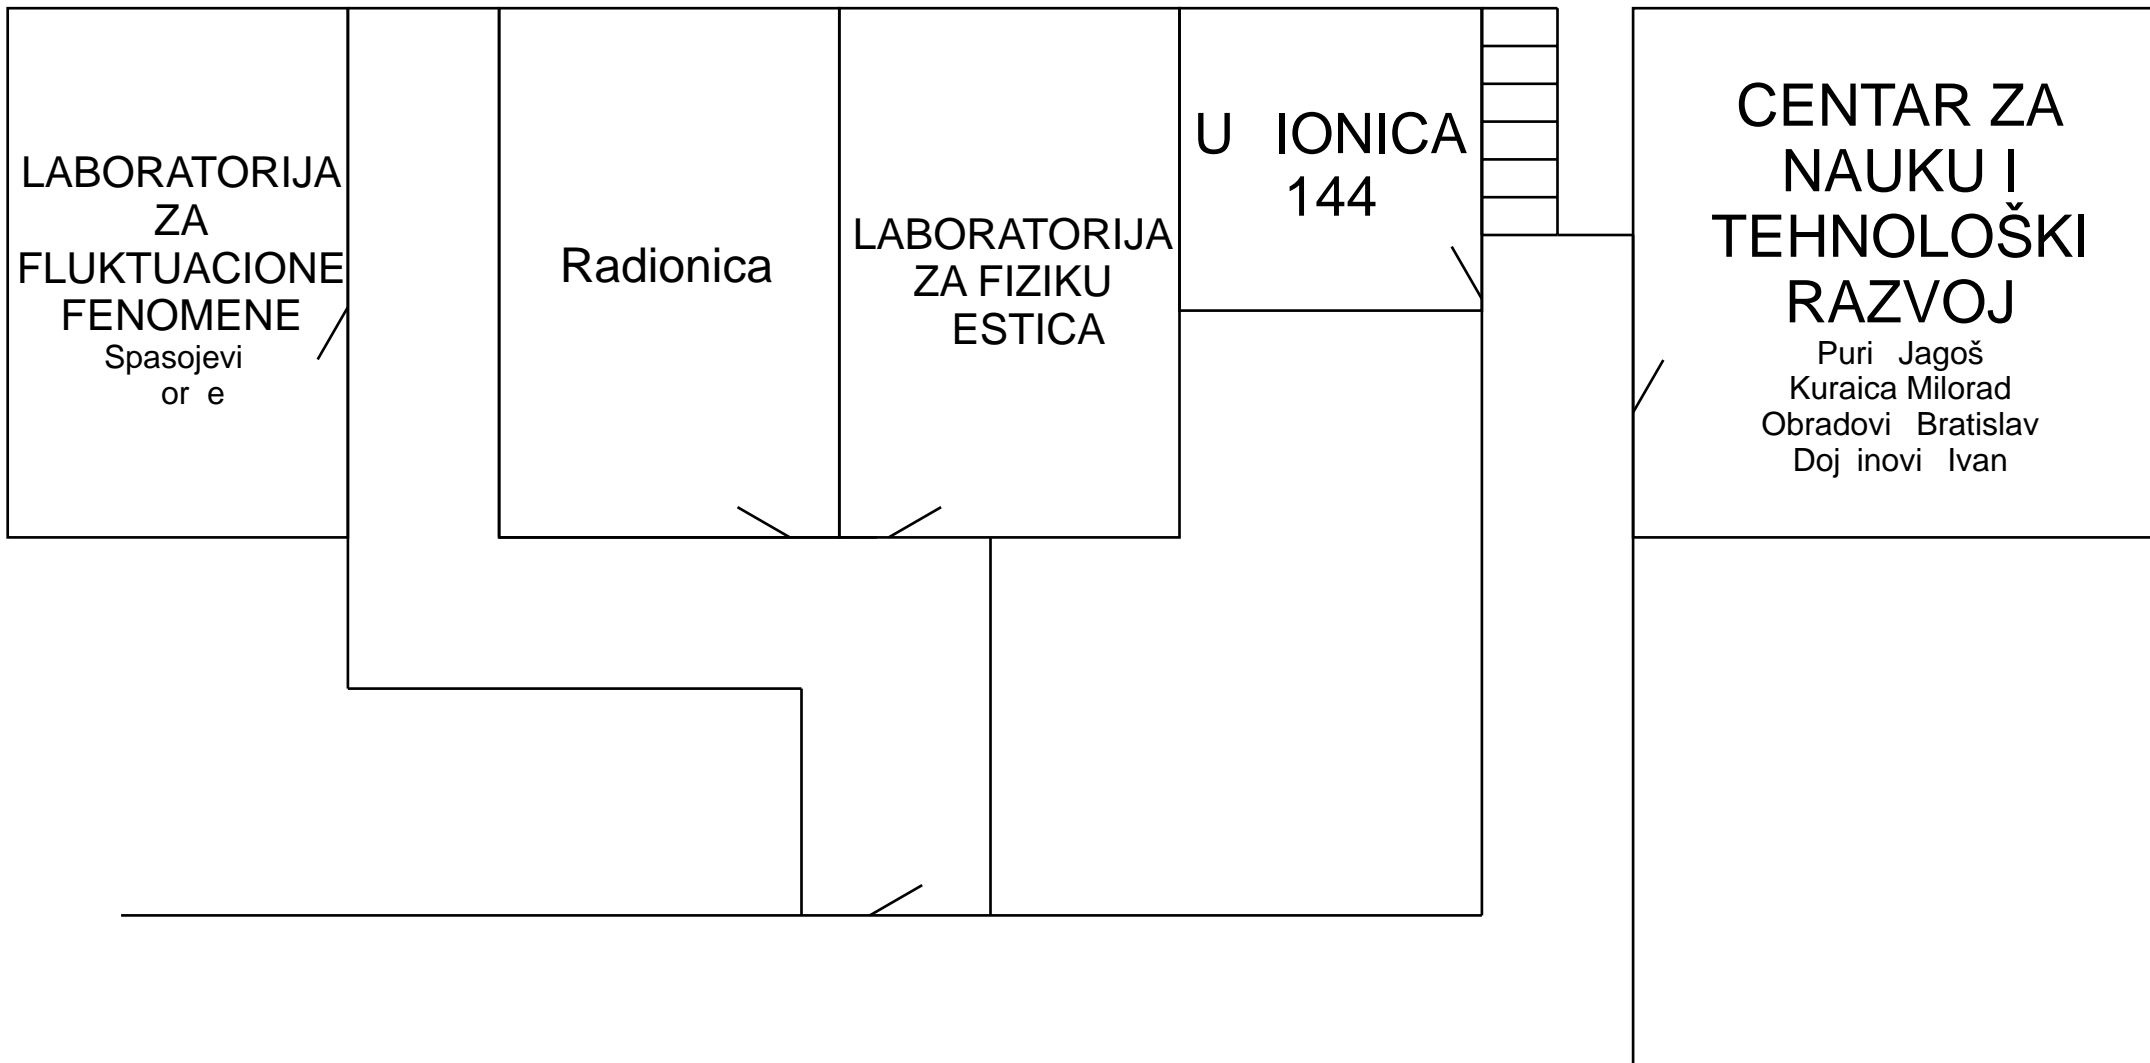 LABORATORIJA
ZA
FLUKTUACIONE
FENOMENE
Spasojevi
or e
Radionica
LABORATORIJA
ZA FIZIKU
ESTICA
U IONICA
144
CENTAR ZA
NAUKU I
TEHNOLOŠKI
RAZVOJ
Puri Jagoš
Kuraica Milorad
Obradovi Bratislav
Doj inovi Ivan